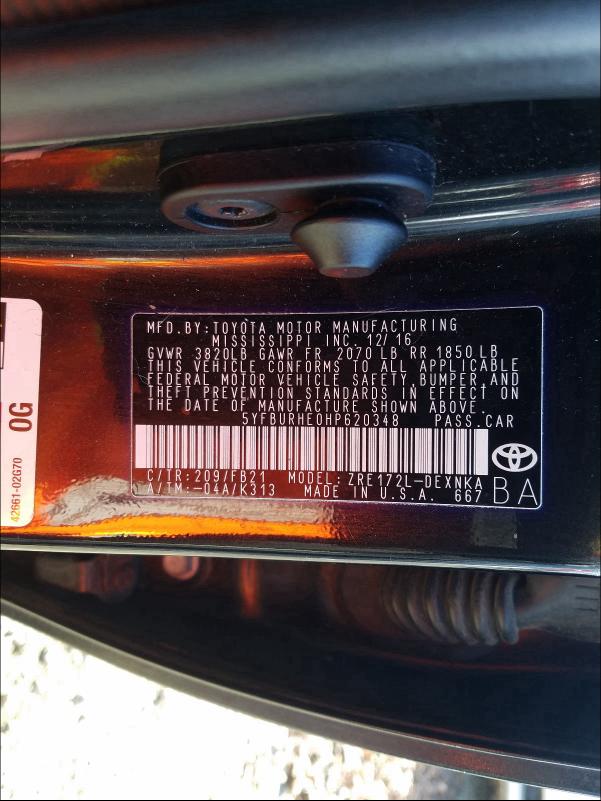 MFD. BY: TOYOTA MOTOR MANUFACTURING
MISSISSIPPI INC. 12/16
GVWR 3820LB GAWR FR 2070 LB RR 1850 LB
THIS VEHICLE CONFORMS TO ALL APPLICABLE
FEDERAL MOTOR VEHICLE SAFETY, BUMPER, AND
THEFT PREVENTION STANDARDS IN EFFECT ON
THE DATE OF MANUFACTURE SHOWN ABOVE.
5YFBURHE0HP620348 PASS. CAR
C/TR: 209/FB21 MODEL: ZRE172L-DEXNKA
A/TM: -04A/K313 MADE IN U.S.A. 667
BA
0G
42661-02G70